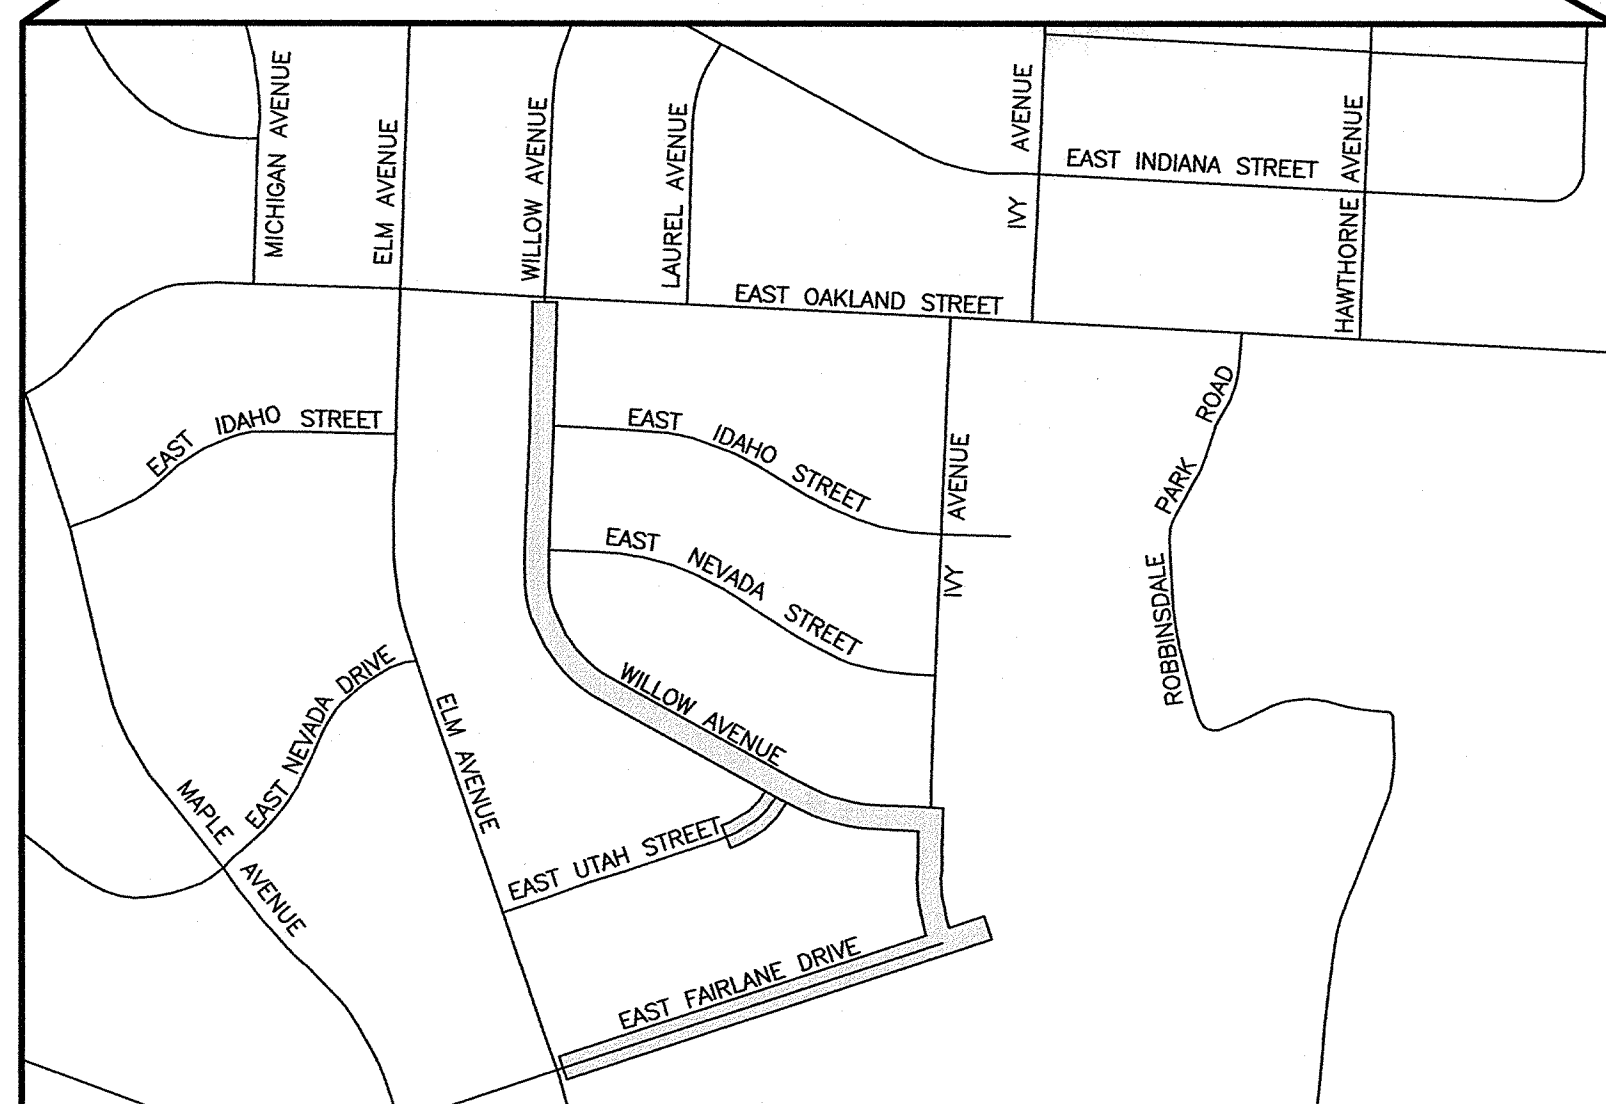 MICHIGAN AVENUE
ELM AVENUE
WILLOW AVENUE
LAUREL AVENUE
IVY AVENUE
EAST INDIANA STREET
HAWTHORNE AVENUE
EAST OAKLAND STREET
EAST IDAHO STREET
EAST IDAHO STREET
IVY AVENUE
ROBBINSDALE PARK ROAD
EAST NEVADA STREET
WILLOW AVENUE
EAST NEVADA DRIVE
ELM AVENUE
MAPLE AVENUE
EAST UTAH STREET
EAST FAIRLANE DRIVE